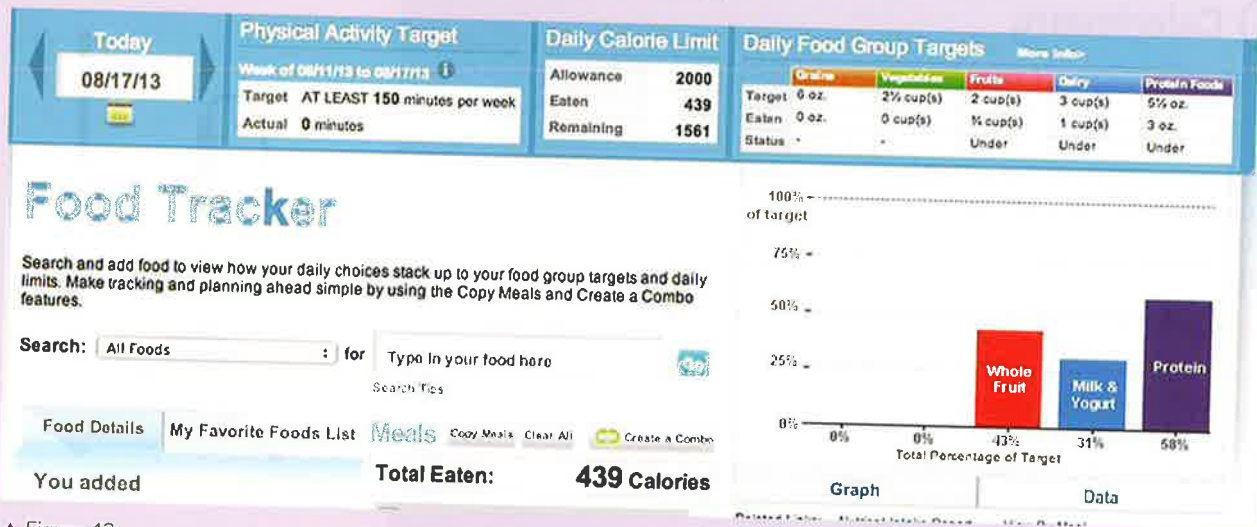 Today
08/17/13
Physical Activity Target
Week of 08/11/13 to 08/17/13
Target AT LEAST 150 minutes per week
Actual 0 minutes
Daily Calorie Limit
Allowance 2000
Eaten 439
Remaining 1561
Daily Food Group Targets More Info>
Grains Vegetables Fruits Dairy Protein Foods
Target 6 oz. 2½ cup(s) 2 cup(s) 3 cup(s) 5½ oz.
Eaten 0 oz. 0 cup(s) ¾ cup(s) 1 cup(s) 3 oz.
Status - - Under Under Under
Food Tracker
Search and add food to view how your daily choices stack up to your food group targets and daily
limits. Make tracking and planning ahead simple by using the Copy Meals and Create a Combo
features.
Search: All Foods for Type in your food here Go!
Search Tips
Food Details My Favorite Foods List Meals Copy Meals Clear All Create a Combo
You added
Total Eaten: 439 Calories
100%
of target
75%
50%
25%
0%
Whole
Fruit
Milk &
Yogurt
Protein
0% 0% 43% 31% 58%
Total Percentage of Target
Graph Data